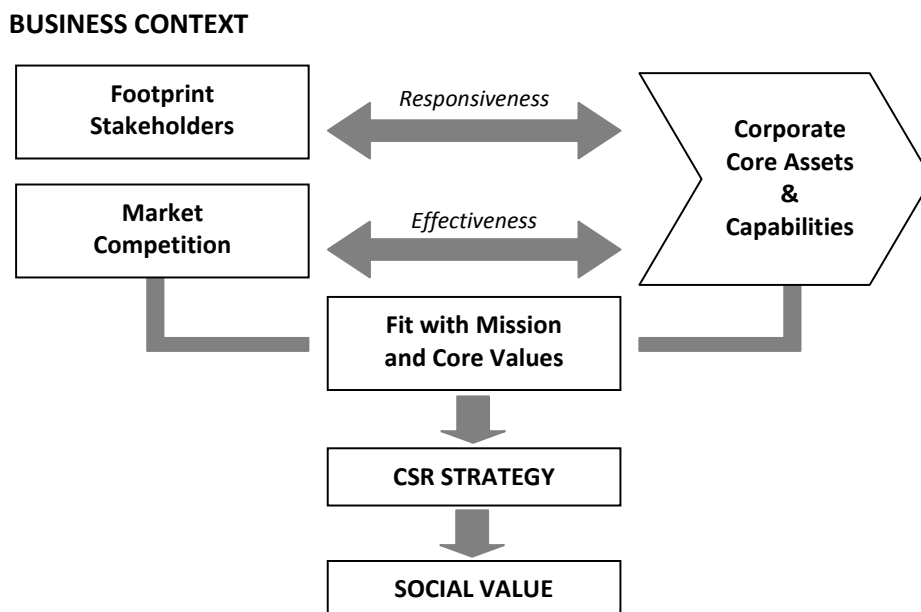 BUSINESS CONTEXT
Footprint
Stakeholders
Responsiveness
Corporate
Core Assets
&
Capabilities
Market
Competition
Effectiveness
Fit with Mission
and Core Values
CSR STRATEGY
SOCIAL VALUE